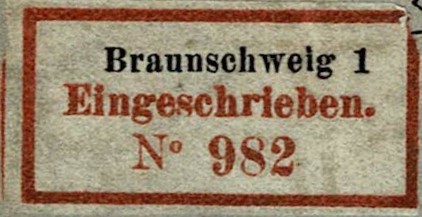 Braunschweig 1
Eingeschrieben.
No 982